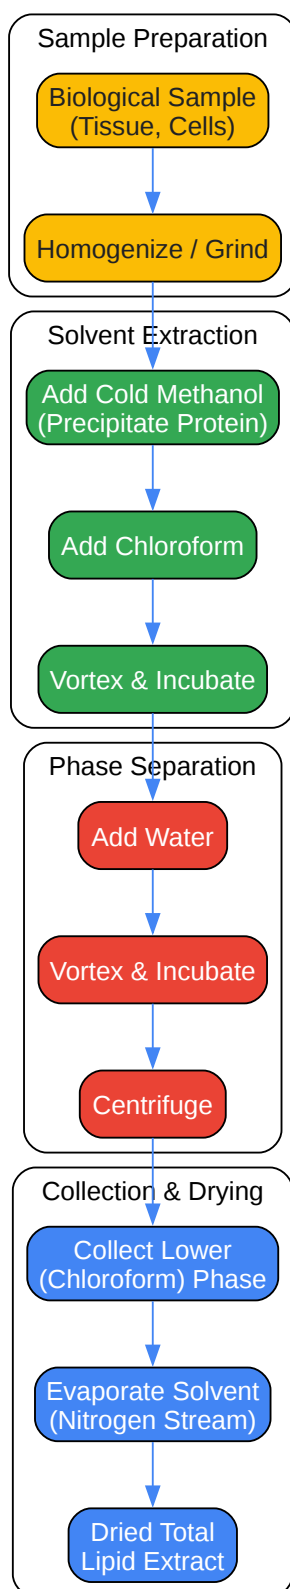 Sample Preparation
Biological Sample
(Tissue, Cells)
Homogenize / Grind
Solvent Extraction
Add Cold Methanol
(Precipitate Protein)
Add Chloroform
Vortex & Incubate
Phase Separation
Add Water
Vortex & Incubate
Centrifuge
Collection & Drying
Collect Lower
(Chloroform) Phase
Evaporate Solvent
(Nitrogen Stream)
Dried Total
Lipid Extract